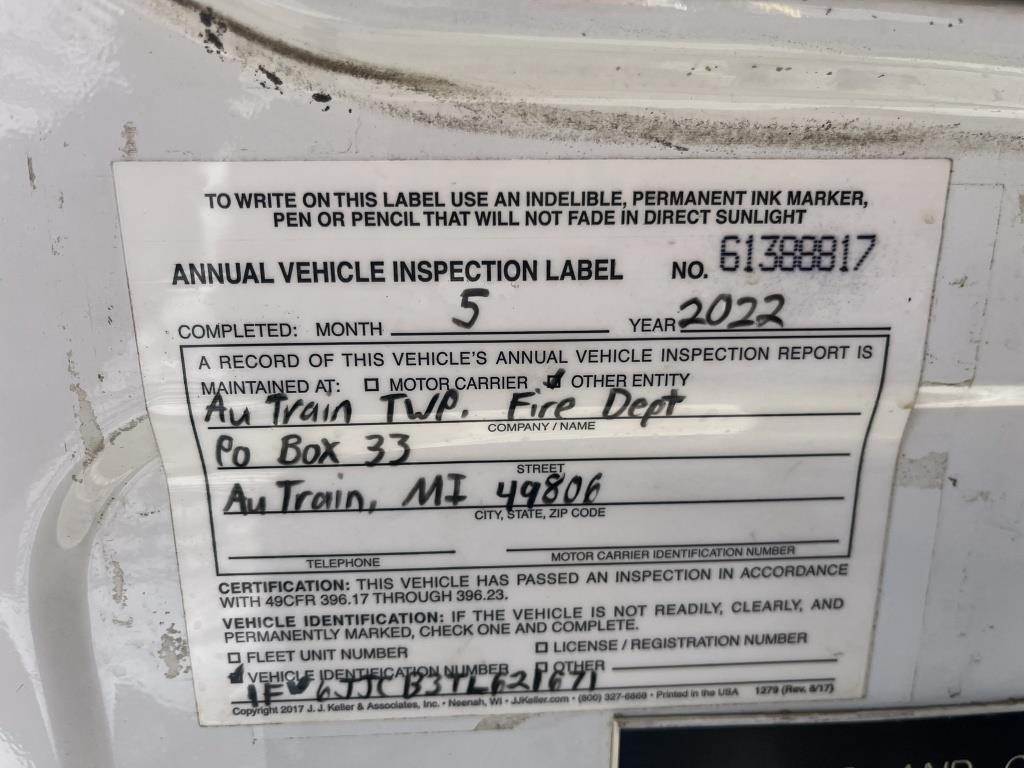 TO WRITE ON THIS LABEL USE AN INDELIBLE, PERMANENT INK MARKER,
PEN OR PENCIL THAT WILL NOT FADE IN DIRECT SUNLIGHT
ANNUAL VEHICLE INSPECTION LABEL NO. 61388817
COMPLETED: MONTH 5 YEAR 2022
A RECORD OF THIS VEHICLE'S ANNUAL VEHICLE INSPECTION REPORT IS
MAINTAINED AT: ☐ MOTOR CARRIER ☑ OTHER ENTITY
Au Train TWP. Fire Dept
COMPANY / NAME
Po Box 33
STREET
Au Train, MI 49806
CITY, STATE, ZIP CODE
TELEPHONE MOTOR CARRIER IDENTIFICATION NUMBER
CERTIFICATION: THIS VEHICLE HAS PASSED AN INSPECTION IN ACCORDANCE
WITH 49CFR 396.17 THROUGH 396.23.
VEHICLE IDENTIFICATION: IF THE VEHICLE IS NOT READILY, CLEARLY, AND
PERMANENTLY MARKED, CHECK ONE AND COMPLETE.
☐ FLEET UNIT NUMBER ☐ LICENSE / REGISTRATION NUMBER
☑ VEHICLE IDENTIFICATION NUMBER ☐ OTHER
Copyright 2017 J. J. Keller & Associates, Inc. • Neenah, WI • JJKeller.com • (800) 327-6868 • Printed in the USA 1279 (Rev. 8/17)
AND